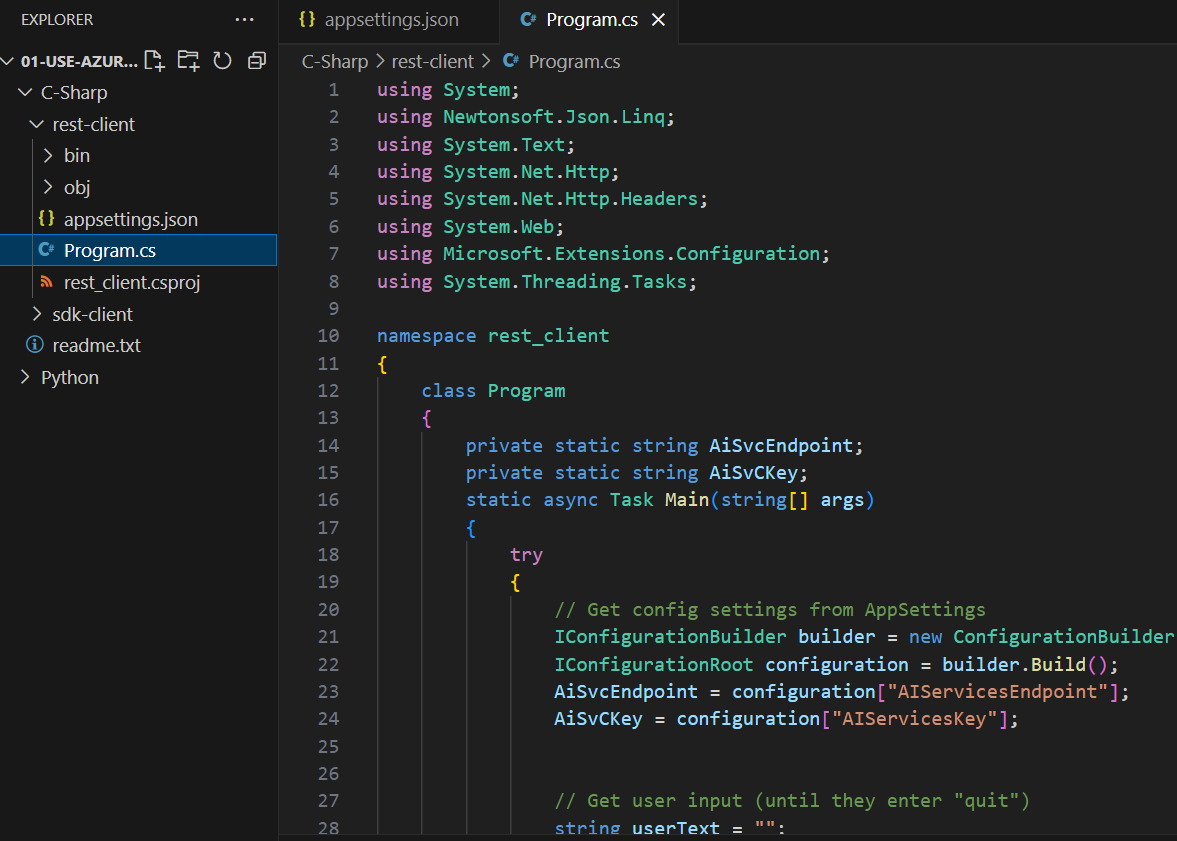 EXPLORER
...
01-USE-AZUR...
C-Sharp
rest-client
bin
obj
{} appsettings.json
C# Program.cs
rest_client.csproj
sdk-client
readme.txt
Python
{} appsettings.json
C# Program.cs
C-Sharp > rest-client > C# Program.cs
1 using System;
2 using Newtonsoft.Json.Linq;
3 using System.Text;
4 using System.Net.Http;
5 using System.Net.Http.Headers;
6 using System.Web;
7 using Microsoft.Extensions.Configuration;
8 using System.Threading.Tasks;
9
10 namespace rest_client
11 {
12 class Program
13 {
14 private static string AiSvcEndpoint;
15 private static string AiSvCKey;
16 static async Task Main(string[] args)
17 {
18 try
19 {
20 // Get config settings from AppSettings
21 IConfigurationBuilder builder = new ConfigurationBuilder
22 IConfigurationRoot configuration = builder.Build();
23 AiSvcEndpoint = configuration["AIServicesEndpoint"];
24 AiSvCKey = configuration["AIServicesKey"];
25
26
27 // Get user input (until they enter "quit")
28 string userText = "";